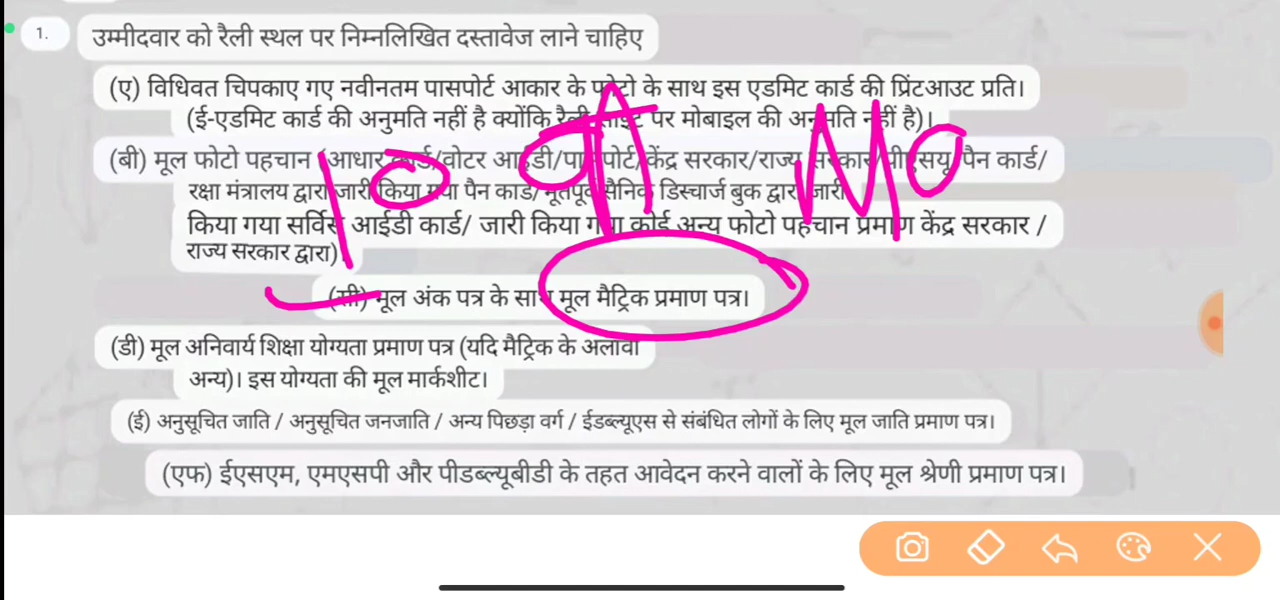 1. उम्मीदवार को रैली स्थल पर निम्नलिखित दस्तावेज लाने चाहिए
(ए) विधिवत चिपकाए गए नवीनतम पासपोर्ट आकार के फोटो के साथ इस एडमिट कार्ड की प्रिंटआउट प्रति।
(ई-एडमिट कार्ड की अनुमति नहीं है क्योंकि रैली साइट पर मोबाइल की अनुमति नहीं है)।
(बी) मूल फोटो पहचान (आधार कार्ड/वोटर आईडी/पासपोर्ट/केंद्र सरकार/राज्य सरकार/पीएसयू/पैन कार्ड/
रक्षा मंत्रालय द्वारा जारी किया गया पैन कार्ड/ भूतपूर्व सैनिक डिस्चार्ज बुक द्वारा जारी
किया गया सर्विस आईडी कार्ड/ जारी किया गया कोई अन्य फोटो पहचान प्रमाण केंद्र सरकार /
राज्य सरकार द्वारा)
(सी) मूल अंक पत्र के साथ मूल मैट्रिक प्रमाण पत्र।
(डी) मूल अनिवार्य शिक्षा योग्यता प्रमाण पत्र (यदि मैट्रिक के अलावा
अन्य)। इस योग्यता की मूल मार्कशीट।
(ई) अनुसूचित जाति / अनुसूचित जनजाति / अन्य पिछड़ा वर्ग / ईडब्ल्यूएस से संबंधित लोगों के लिए मूल जाति प्रमाण पत्र।
(एफ) ईएसएम, एमएसपी और पीडब्ल्यूबीडी के तहत आवेदन करने वालों के लिए मूल श्रेणी प्रमाण पत्र।